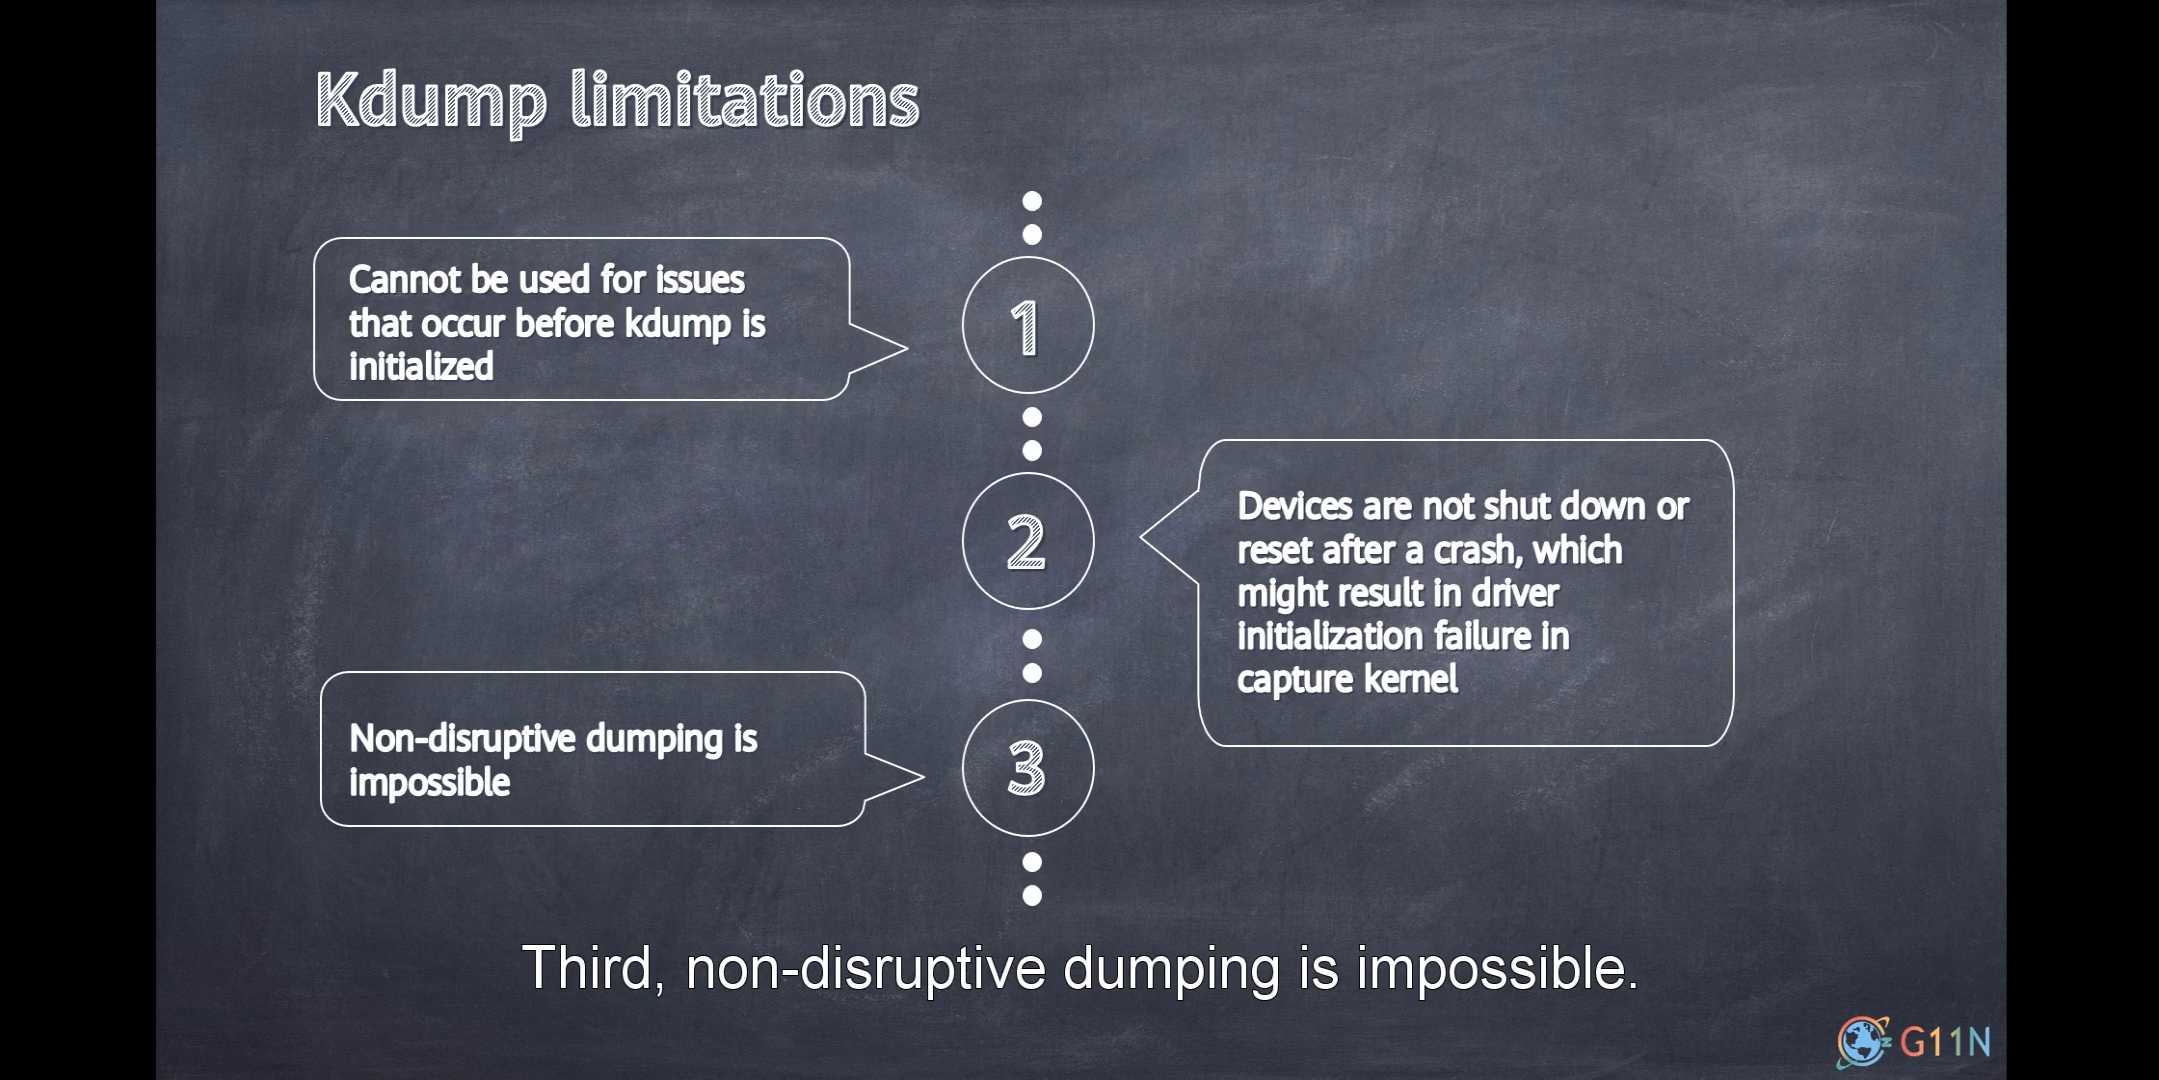 Kdump limitations
Cannot be used for issues
that occur before kdump is
initialized
1
2
Devices are not shut down or
reset after a crash, which
might result in driver
initialization failure in
capture kernel
Non-disruptive dumping is
impossible
3
Third, non-disruptive dumping is impossible.
G11N